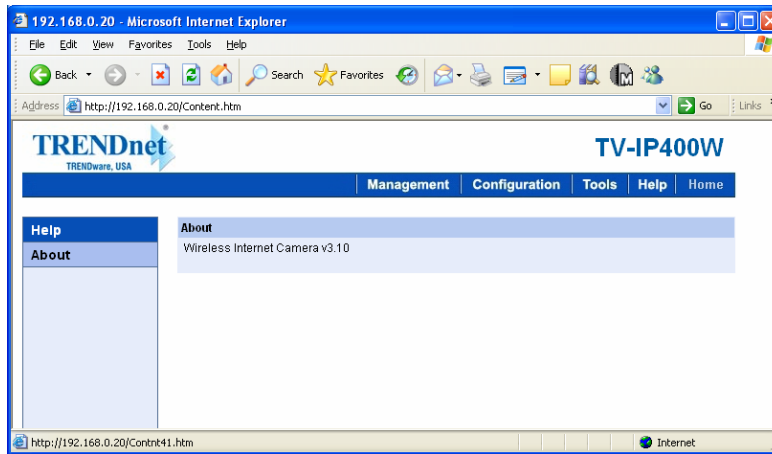 192.168.0.20 - Microsoft Internet Explorer
File Edit View Favorites Tools Help
Back Search Favorites
Address http://192.168.0.20/Content.htm Go Links
TRENDnet
TRENDware, USA
TV-IP400W
Management Configuration Tools Help Home
Help
About
About
Wireless Internet Camera v3.10
http://192.168.0.20/Contnt41.htm Internet